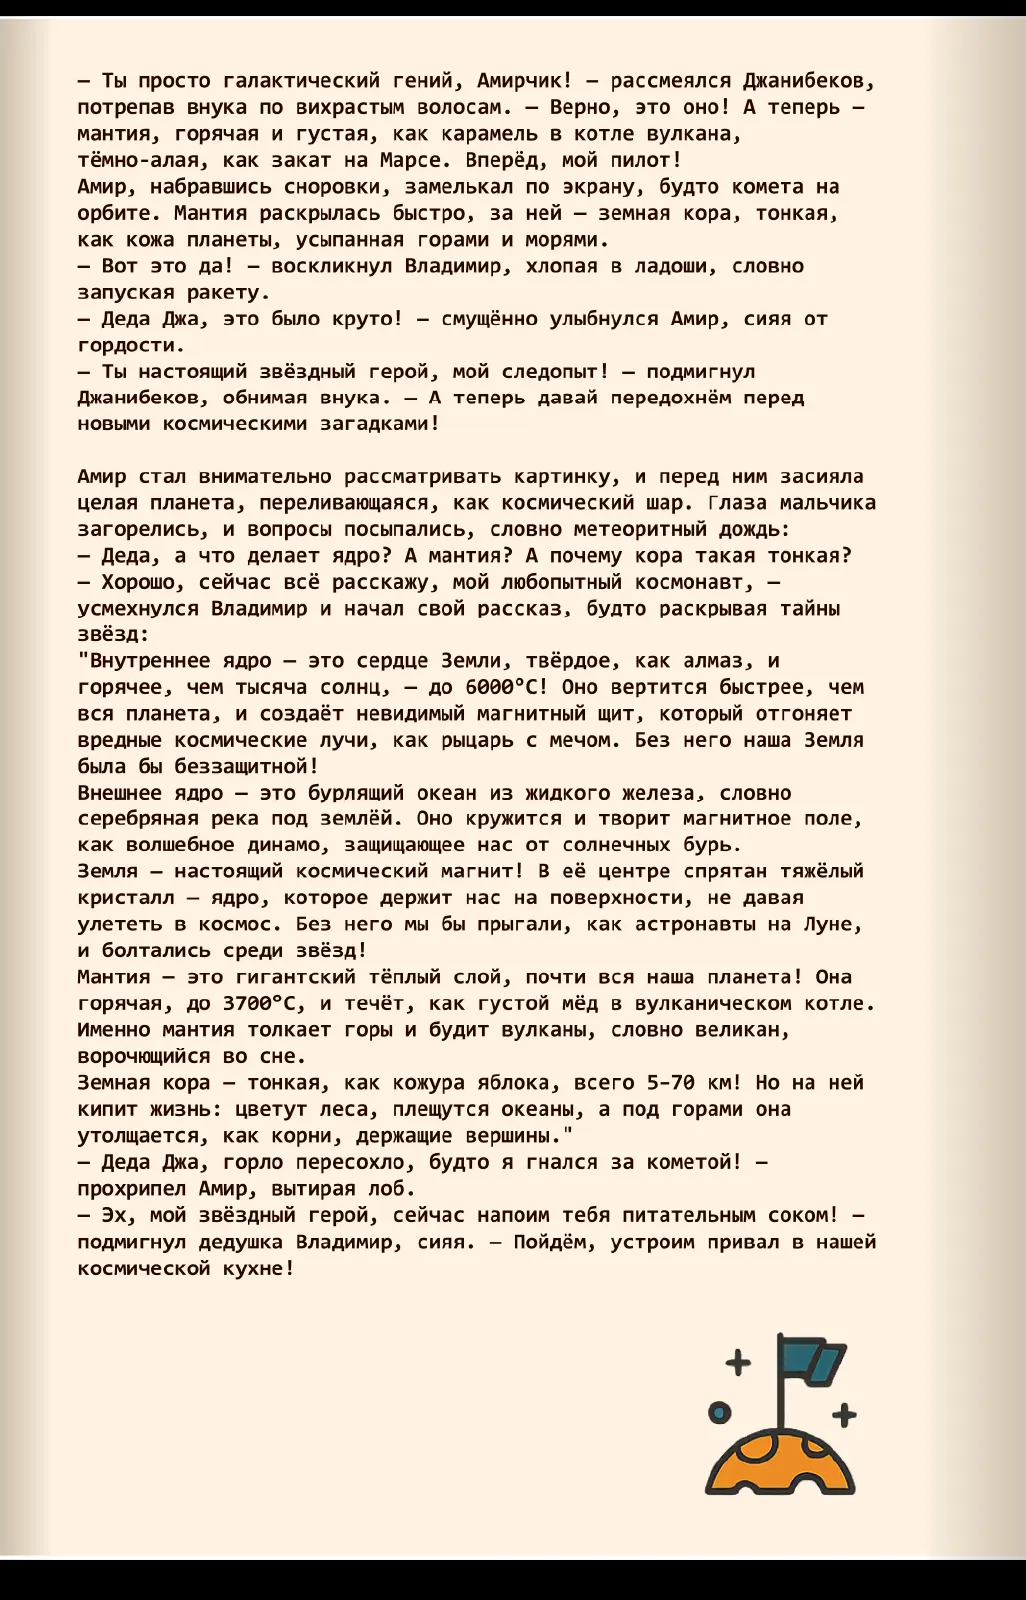 — Ты просто галактический гений, Амирчик! — рассмеялся Джанибеков,
потрепав внука по вихрастым волосам. — Верно, это оно! А теперь —
мантия, горячая и густая, как карамель в котле вулкана,
тёмно-алая, как закат на Марсе. Вперёд, мой пилот!
Амир, набравшись сноровки, замелькал по экрану, будто комета на
орбите. Мантия раскрылась быстро, за ней — земная кора, тонкая,
как кожа планеты, усыпанная горами и морями.
— Вот это да! — воскликнул Владимир, хлопая в ладоши, словно
запуская ракету.
— Деда Джа, это было круто! — смущённо улыбнулся Амир, сияя от
гордости.
— Ты настоящий звёздный герой, мой следопыт! — подмигнул
Джанибеков, обнимая внука. — А теперь давай передохнём перед
новыми космическими загадками!
Амир стал внимательно рассматривать картинку, и перед ним засияла
целая планета, переливающаяся, как космический шар. Глаза мальчика
загорелись, и вопросы посыпались, словно метеоритный дождь:
— Деда, а что делает ядро? А мантия? А почему кора такая тонкая?
— Хорошо, сейчас всё расскажу, мой любопытный космонавт, —
усмехнулся Владимир и начал свой рассказ, будто раскрывая тайны
звёзд:
"Внутреннее ядро — это сердце Земли, твёрдое, как алмаз, и
горячее, чем тысяча солнц, — до 6000°C! Оно вертится быстрее, чем
вся планета, и создаёт невидимый магнитный щит, который отгоняет
вредные космические лучи, как рыцарь с мечом. Без него наша Земля
была бы беззащитной!
Внешнее ядро — это бурлящий океан из жидкого железа, словно
серебряная река под землёй. Оно кружится и творит магнитное поле,
как волшебное динамо, защищающее нас от солнечных бурь.
Земля — настоящий космический магнит! В её центре спрятан тяжёлый
кристалл — ядро, которое держит нас на поверхности, не давая
улететь в космос. Без него мы бы прыгали, как астронавты на Луне,
и болтались среди звёзд!
Мантия — это гигантский тёплый слой, почти вся наша планета! Она
горячая, до 3700°C, и течёт, как густой мёд в вулканическом котле.
Именно мантия толкает горы и будит вулканы, словно великан,
ворочющийся во сне.
Земная кора — тонкая, как кожура яблока, всего 5-70 км! Но на ней
кипит жизнь: цветут леса, плещутся океаны, а под горами она
утолщается, как корни, держащие вершины."
— Деда Джа, горло пересохло, будто я гнался за кометой! —
прохрипел Амир, вытирая лоб.
— Эх, мой звёздный герой, сейчас напоим тебя питательным соком! —
подмигнул дедушка Владимир, сияя. — Пойдём, устроим привал в нашей
космической кухне!